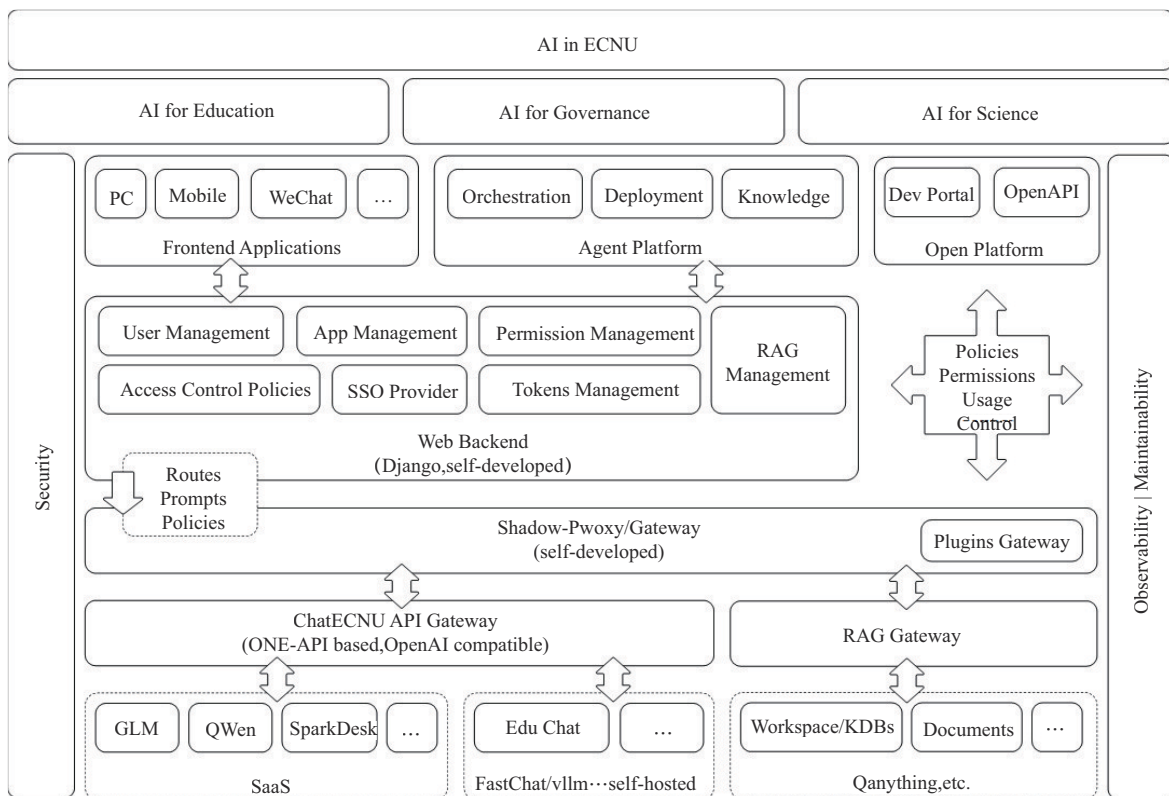 AI in ECNU
AI for Education
AI for Governance
AI for Science
Security
PC
Mobile
WeChat
…
Frontend Applications
Orchestration
Deployment
Knowledge
Agent Platform
Dev Portal
OpenAPI
Open Platform
User Management
App Management
Permission Management
RAG
Management
Access Control Policies
SSO Provider
Tokens Management
Web Backend
(Django,self-developed)
Policies
Permissions
Usage
Control
Routes
Prompts
Policies
Shadow-Pwoxy/Gateway
(self-developed)
Plugins Gateway
ChatECNU API Gateway
(ONE-API based,OpenAI compatible)
RAG Gateway
GLM
QWen
SparkDesk
…
SaaS
Edu Chat
…
FastChat/vllm…self-hosted
Workspace/KDBs
Documents
…
Qanything,etc.
Observability | Maintainability